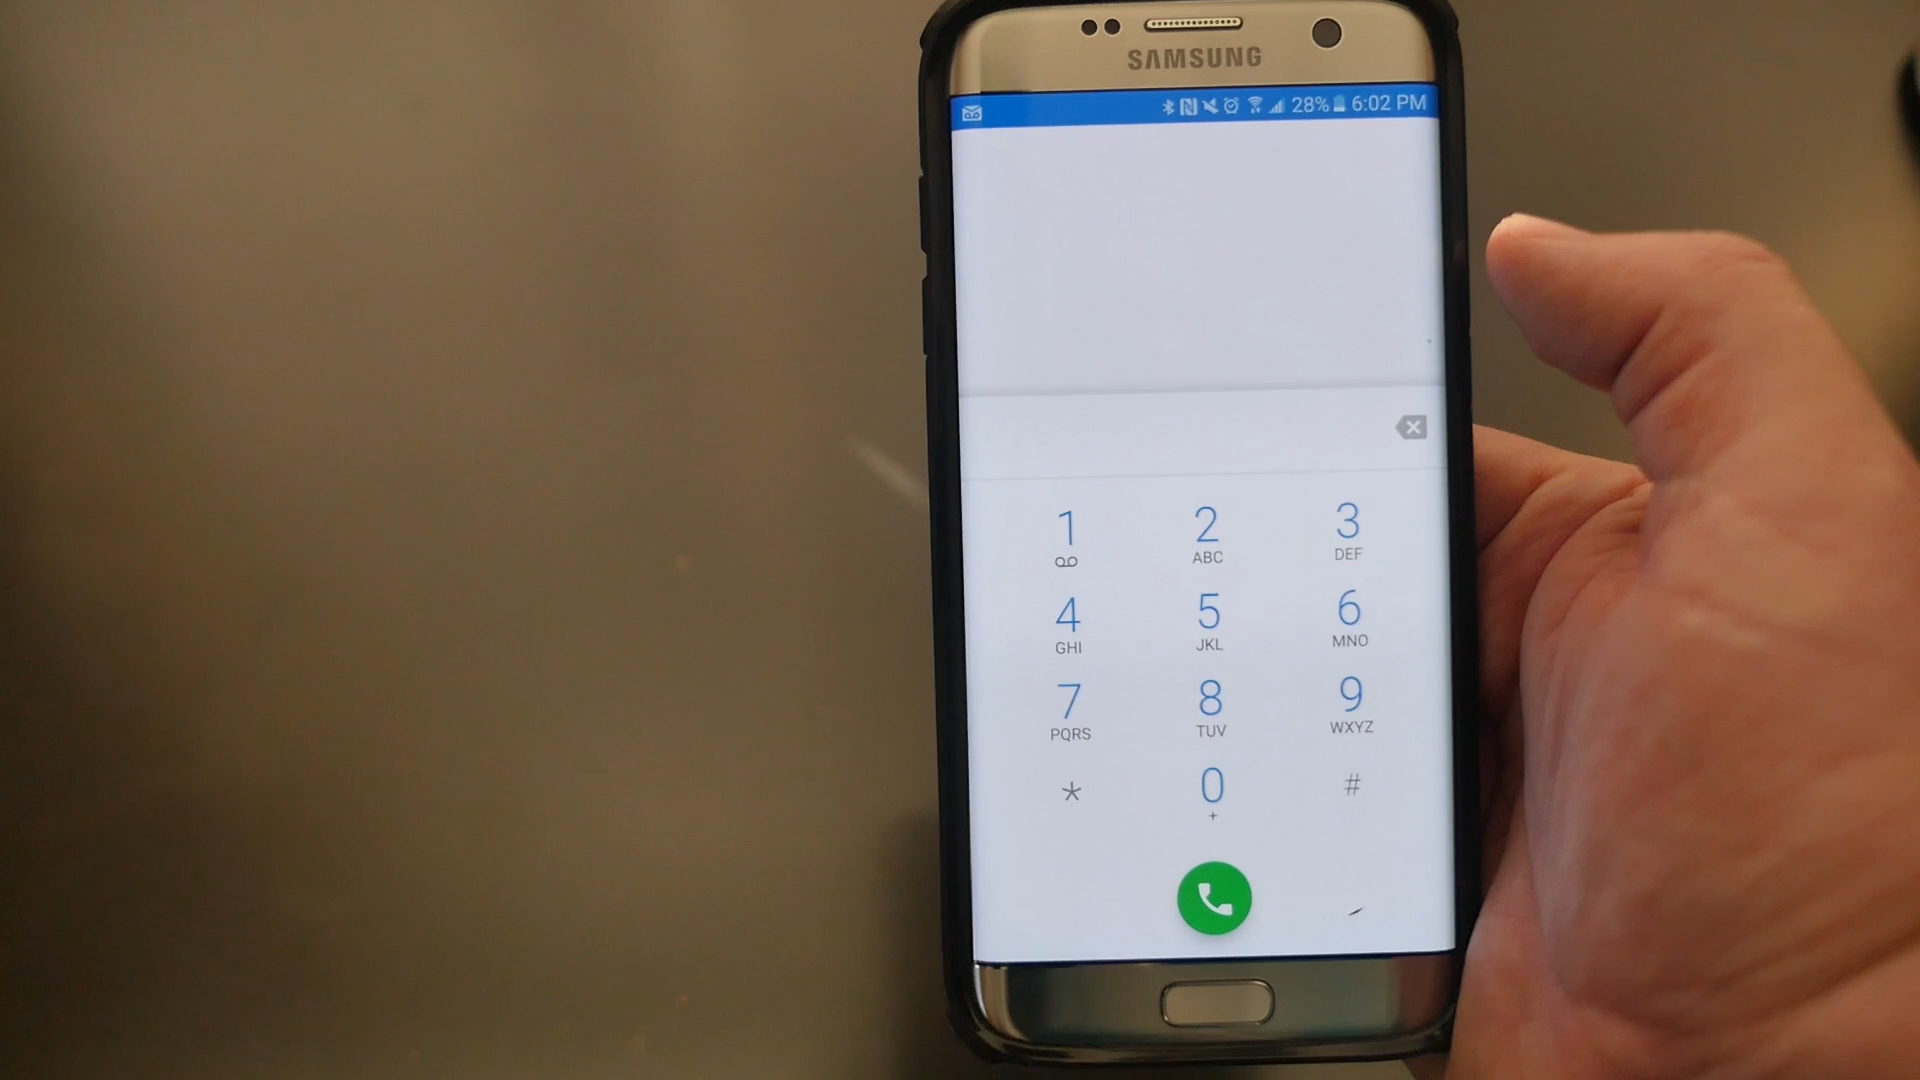 SAMSUNG
28% 6:02 PM
1 2 3
ABC DEF
4 5 6
GHI JKL MNO
7 8 9
PQRS TUV WXYZ
* 0 #
+